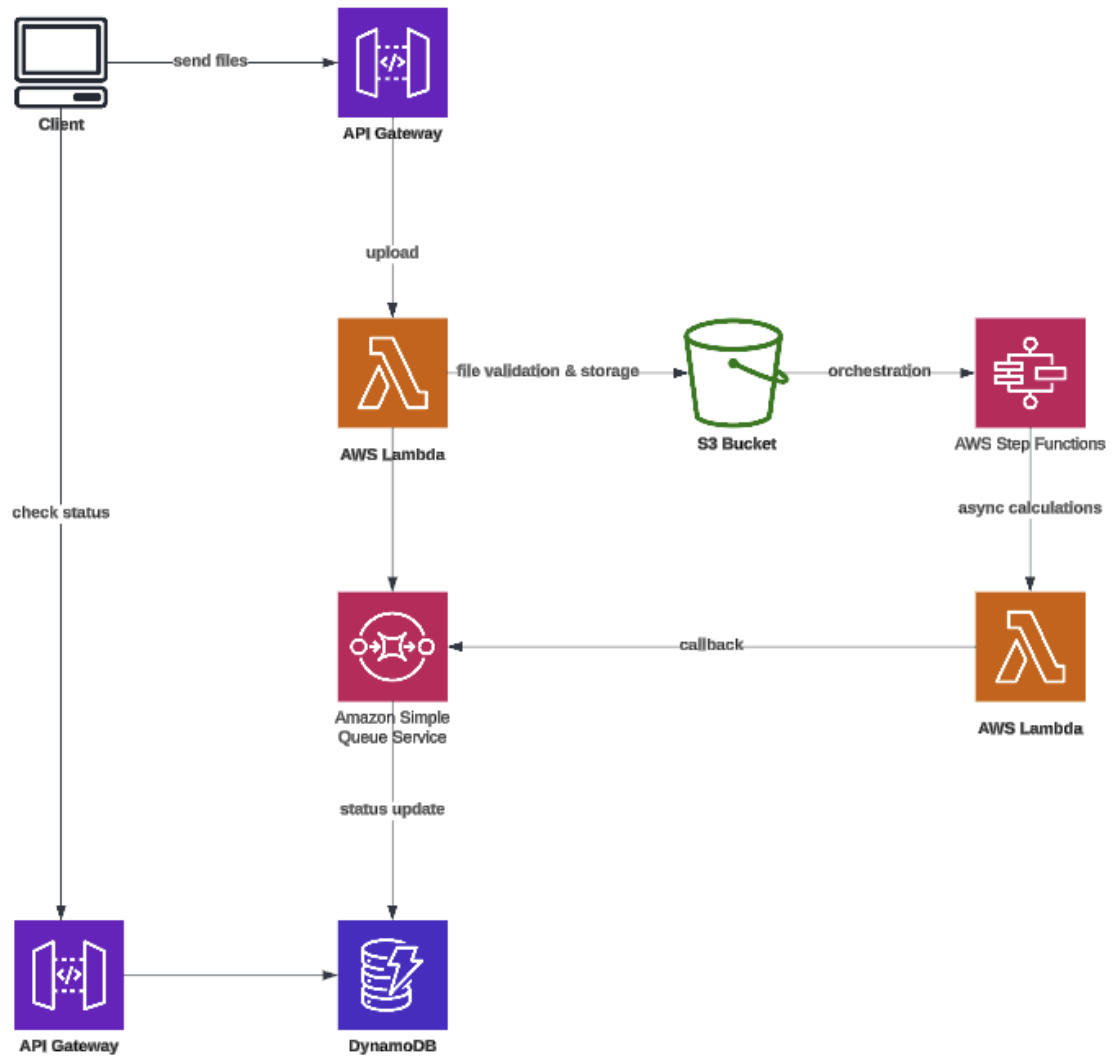 send files
Client
API Gateway
upload
file validation & storage
orchestration
AWS Lambda
S3 Bucket
AWS Step Functions
check status
async calculations
callback
Amazon Simple
Queue Service
AWS Lambda
status update
API Gateway
DynamoDB